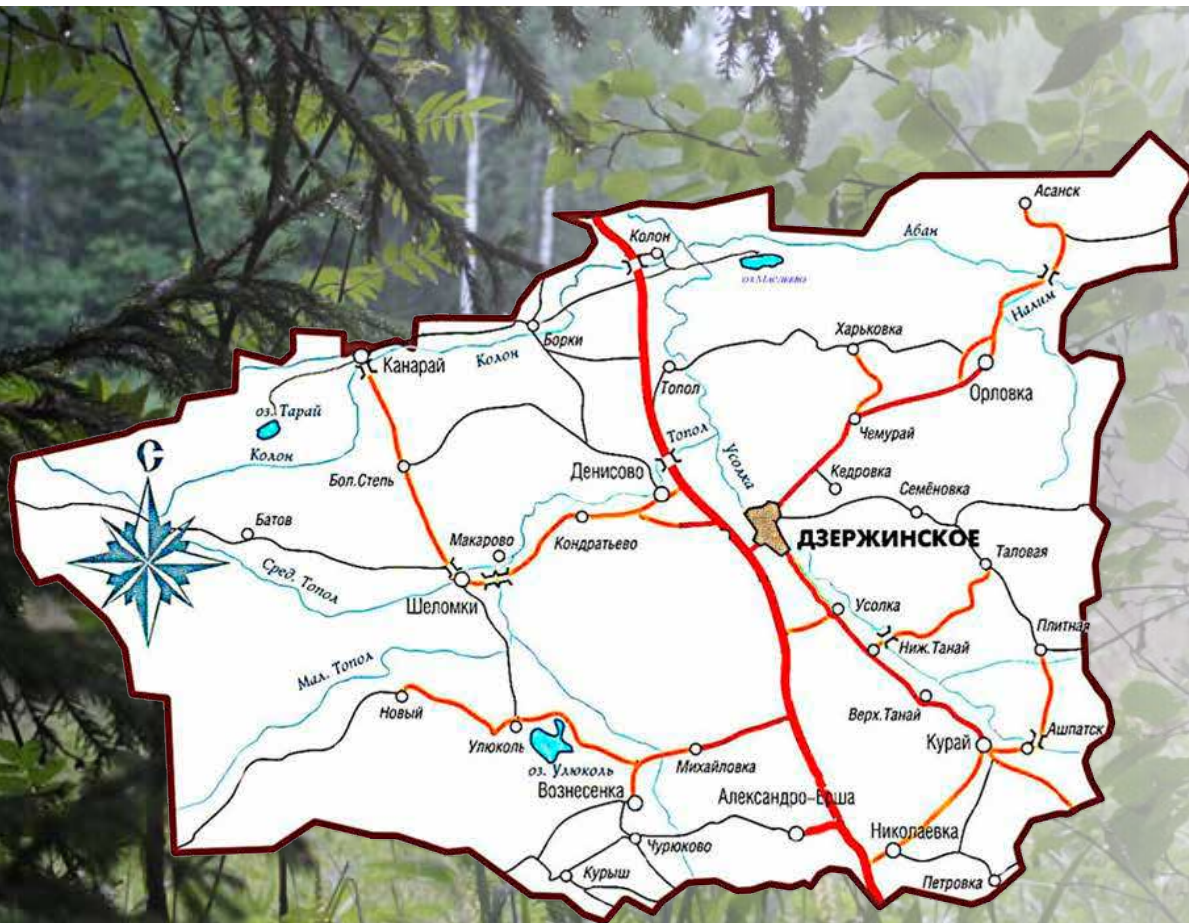 Асанск
Абан
Колон
оз.Маслеево
Налим
Харьковка
Борки
Колон
Канарай
Топол
Орловка
оз. Тарай
Чемурай
Колон
Топол
С
Усолка
Денисово
Кедровка
Бол.Степь
Семёновка
Батов
Кондратьево
Макарово
ДЗЕРЖИНСКОЕ
Таловая
Сред. Топол
Шеломки
Усолка
Плитная
Ниж.Танай
Мал. Топол
Новый
Верх.Танай
Ашпатск
Улюколь
Курай
оз. Улюколь
Михайловка
Вознесенка
Александро-Ерша
Николаевка
Чурюково
Курыш
Петровка